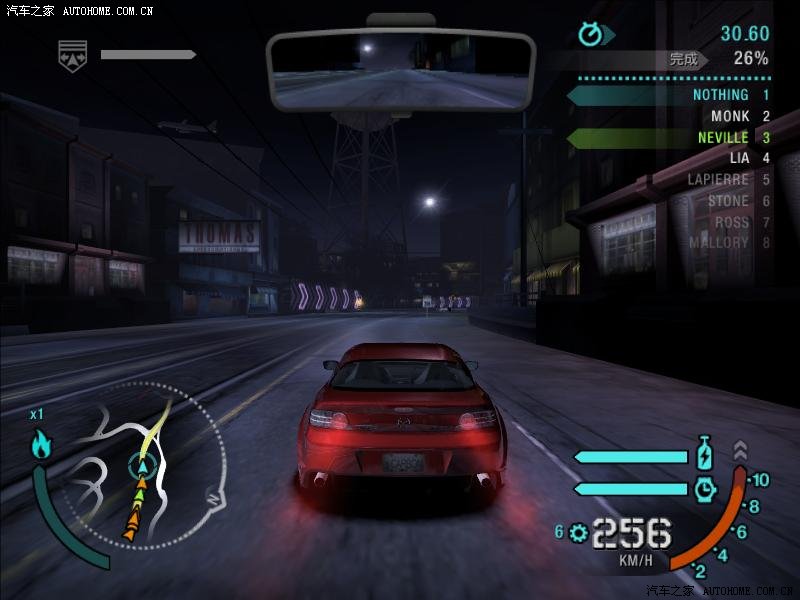 汽车之家 AUTOHOME.COM.CN
30.60
完成 26%
NOTHING 1
MONK 2
NEVILLE 3
LIA 4
LAPIERRE 5
STONE 6
ROSS 7
MALLORY 8
THOMAS
x1
N
10
8
6
4
2
6 256
KM/H
汽车之家 AUTOHOME.COM.CN